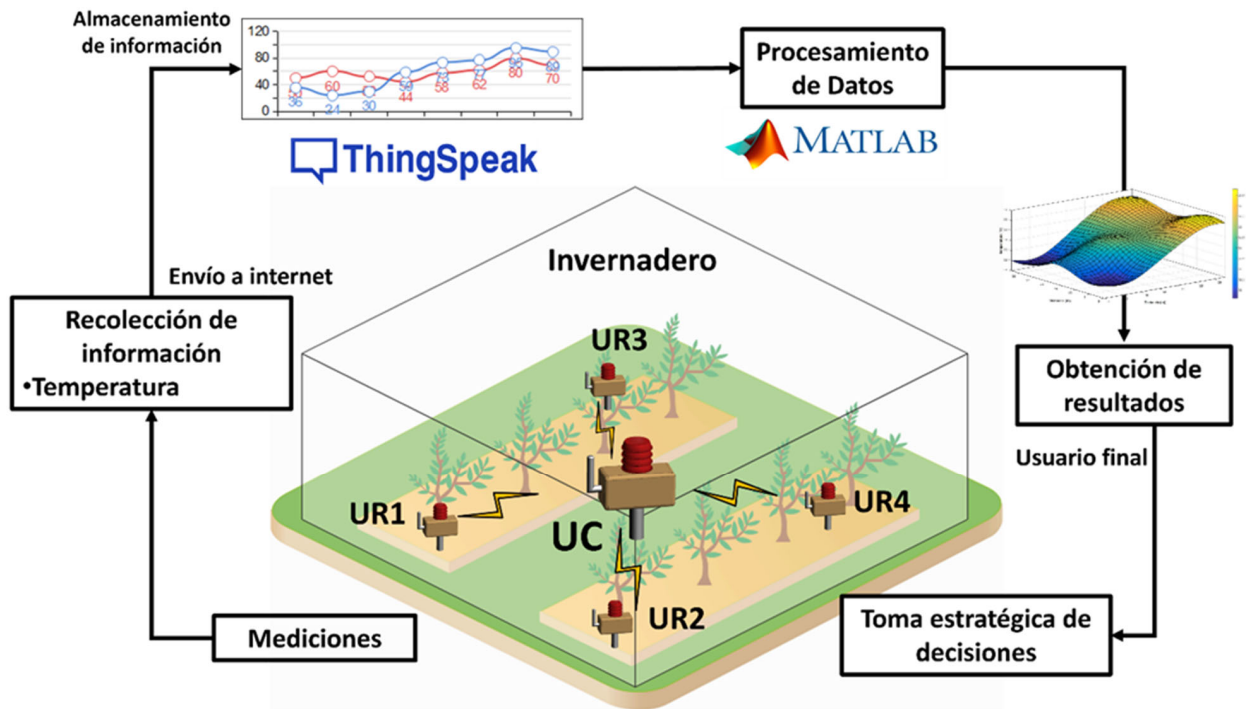 Almacenamiento
de información
120
80
40
0
60
44
58
62
80
70
36
24
30
ThingSpeak
Procesamiento
de Datos
MATLAB
Envío a internet
Recolección de
información
•Temperatura
Mediciones
Invernadero
UR3
UR1
UC
UR4
UR2
Obtención de
resultados
Usuario final
Toma estratégica de
decisiones